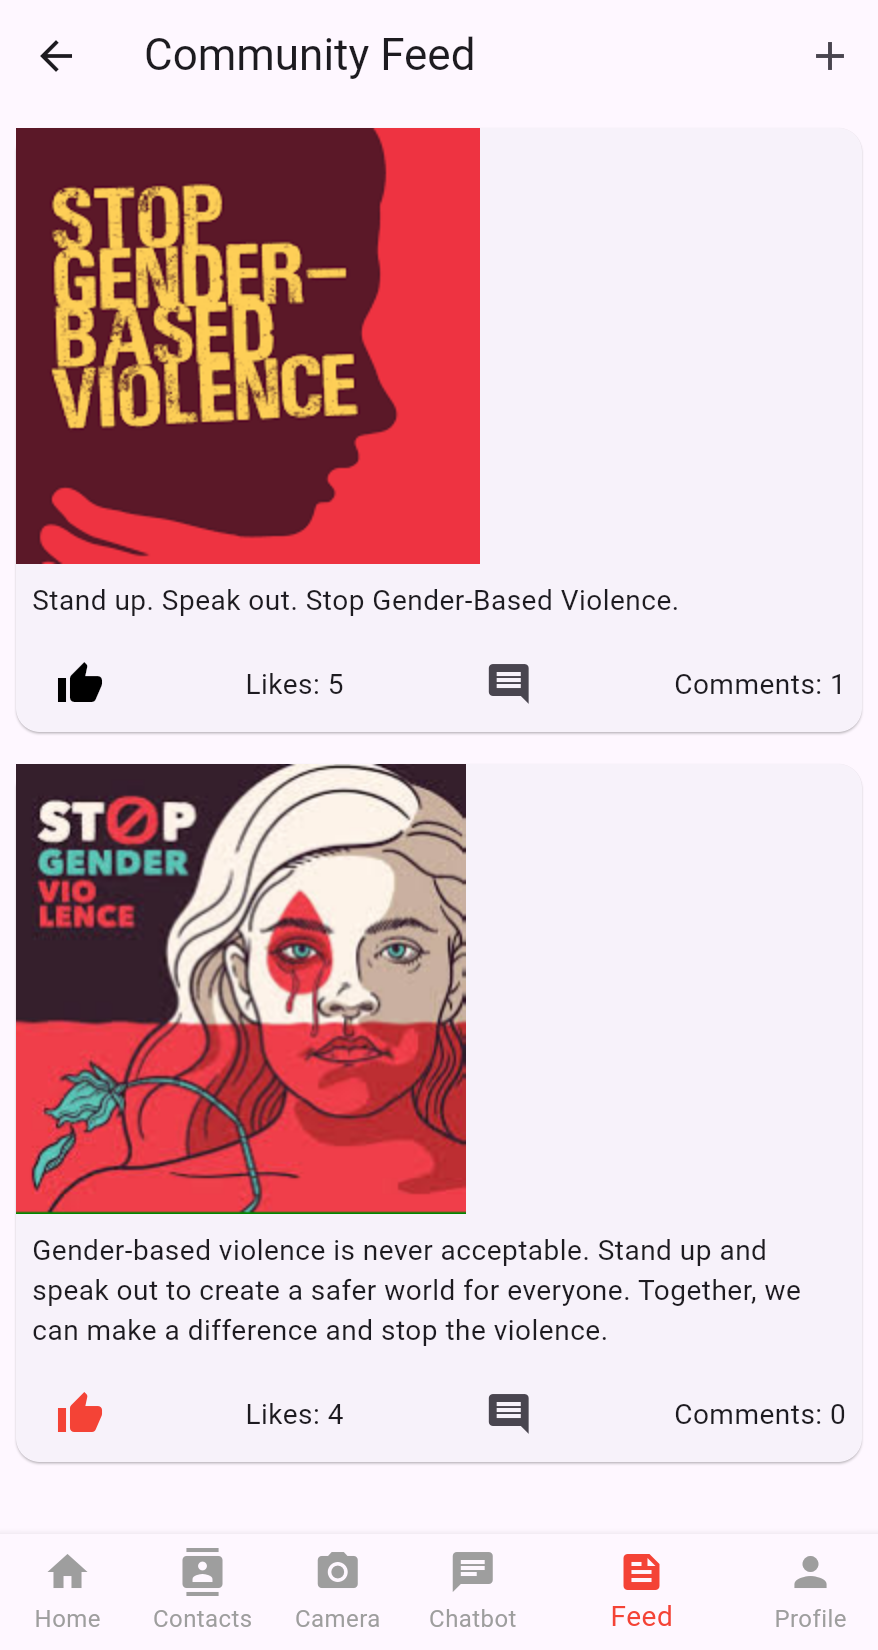 Community Feed
STOP
GENDER-
BASED
VIOLENCE
Stand up. Speak out. Stop Gender-Based Violence.
Likes: 5
Comments: 1
STOP
GENDER
VIO
LENCE
Gender-based violence is never acceptable. Stand up and
speak out to create a safer world for everyone. Together, we
can make a difference and stop the violence.
Likes: 4
Comments: 0
Home
Contacts
Camera
Chatbot
Feed
Profile